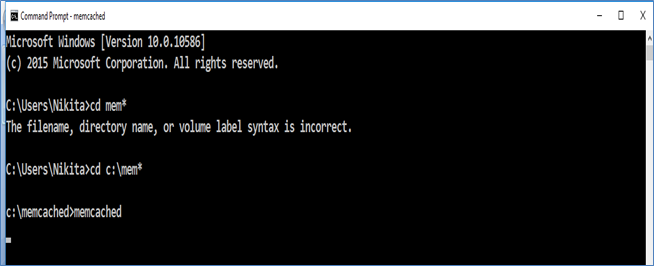 Command Prompt - memcached
Microsoft Windows [Version 10.0.10586]
(c) 2015 Microsoft Corporation. All rights reserved.
C:\Users\Nikita>cd mem*
The filename, directory name, or volume label syntax is incorrect.
C:\Users\Nikita>cd c:\mem*
c:\memcached>memcached